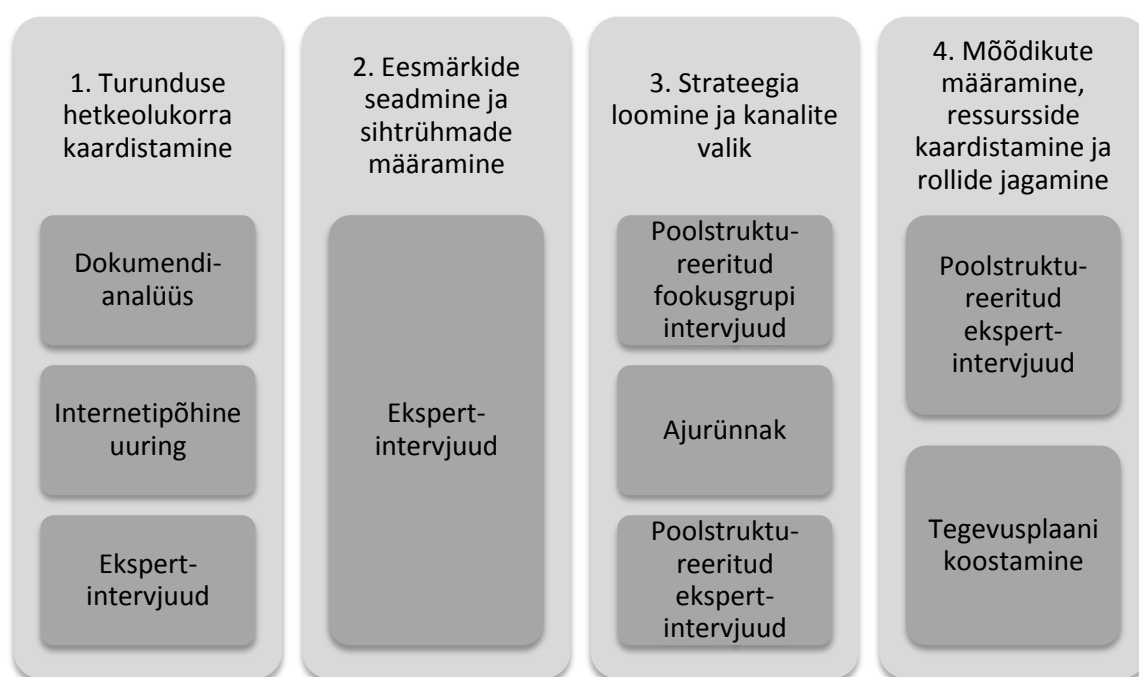 1. Turunduse
hetkeolukorra
kaardistamine
Dokumendi-
analüüs
Internetipõhine
uuring
Ekspert-
intervjuud
2. Eesmärkide
seadmine ja
sihtrühmade
määramine
Ekspert-
intervjuud
3. Strateegia
loomine ja kanalite
valik
Poolstruktu-
reeritud
fookusgrupi
intervjuud
Ajurünnak
Poolstruktu-
reeritud
ekspert-
intervjuud
4. Mõõdikute
määramine,
ressursside
kaardistamine ja
rollide jagamine
Poolstruktu-
reeritud
ekspert-
intervjuud
Tegevusplaani
koostamine